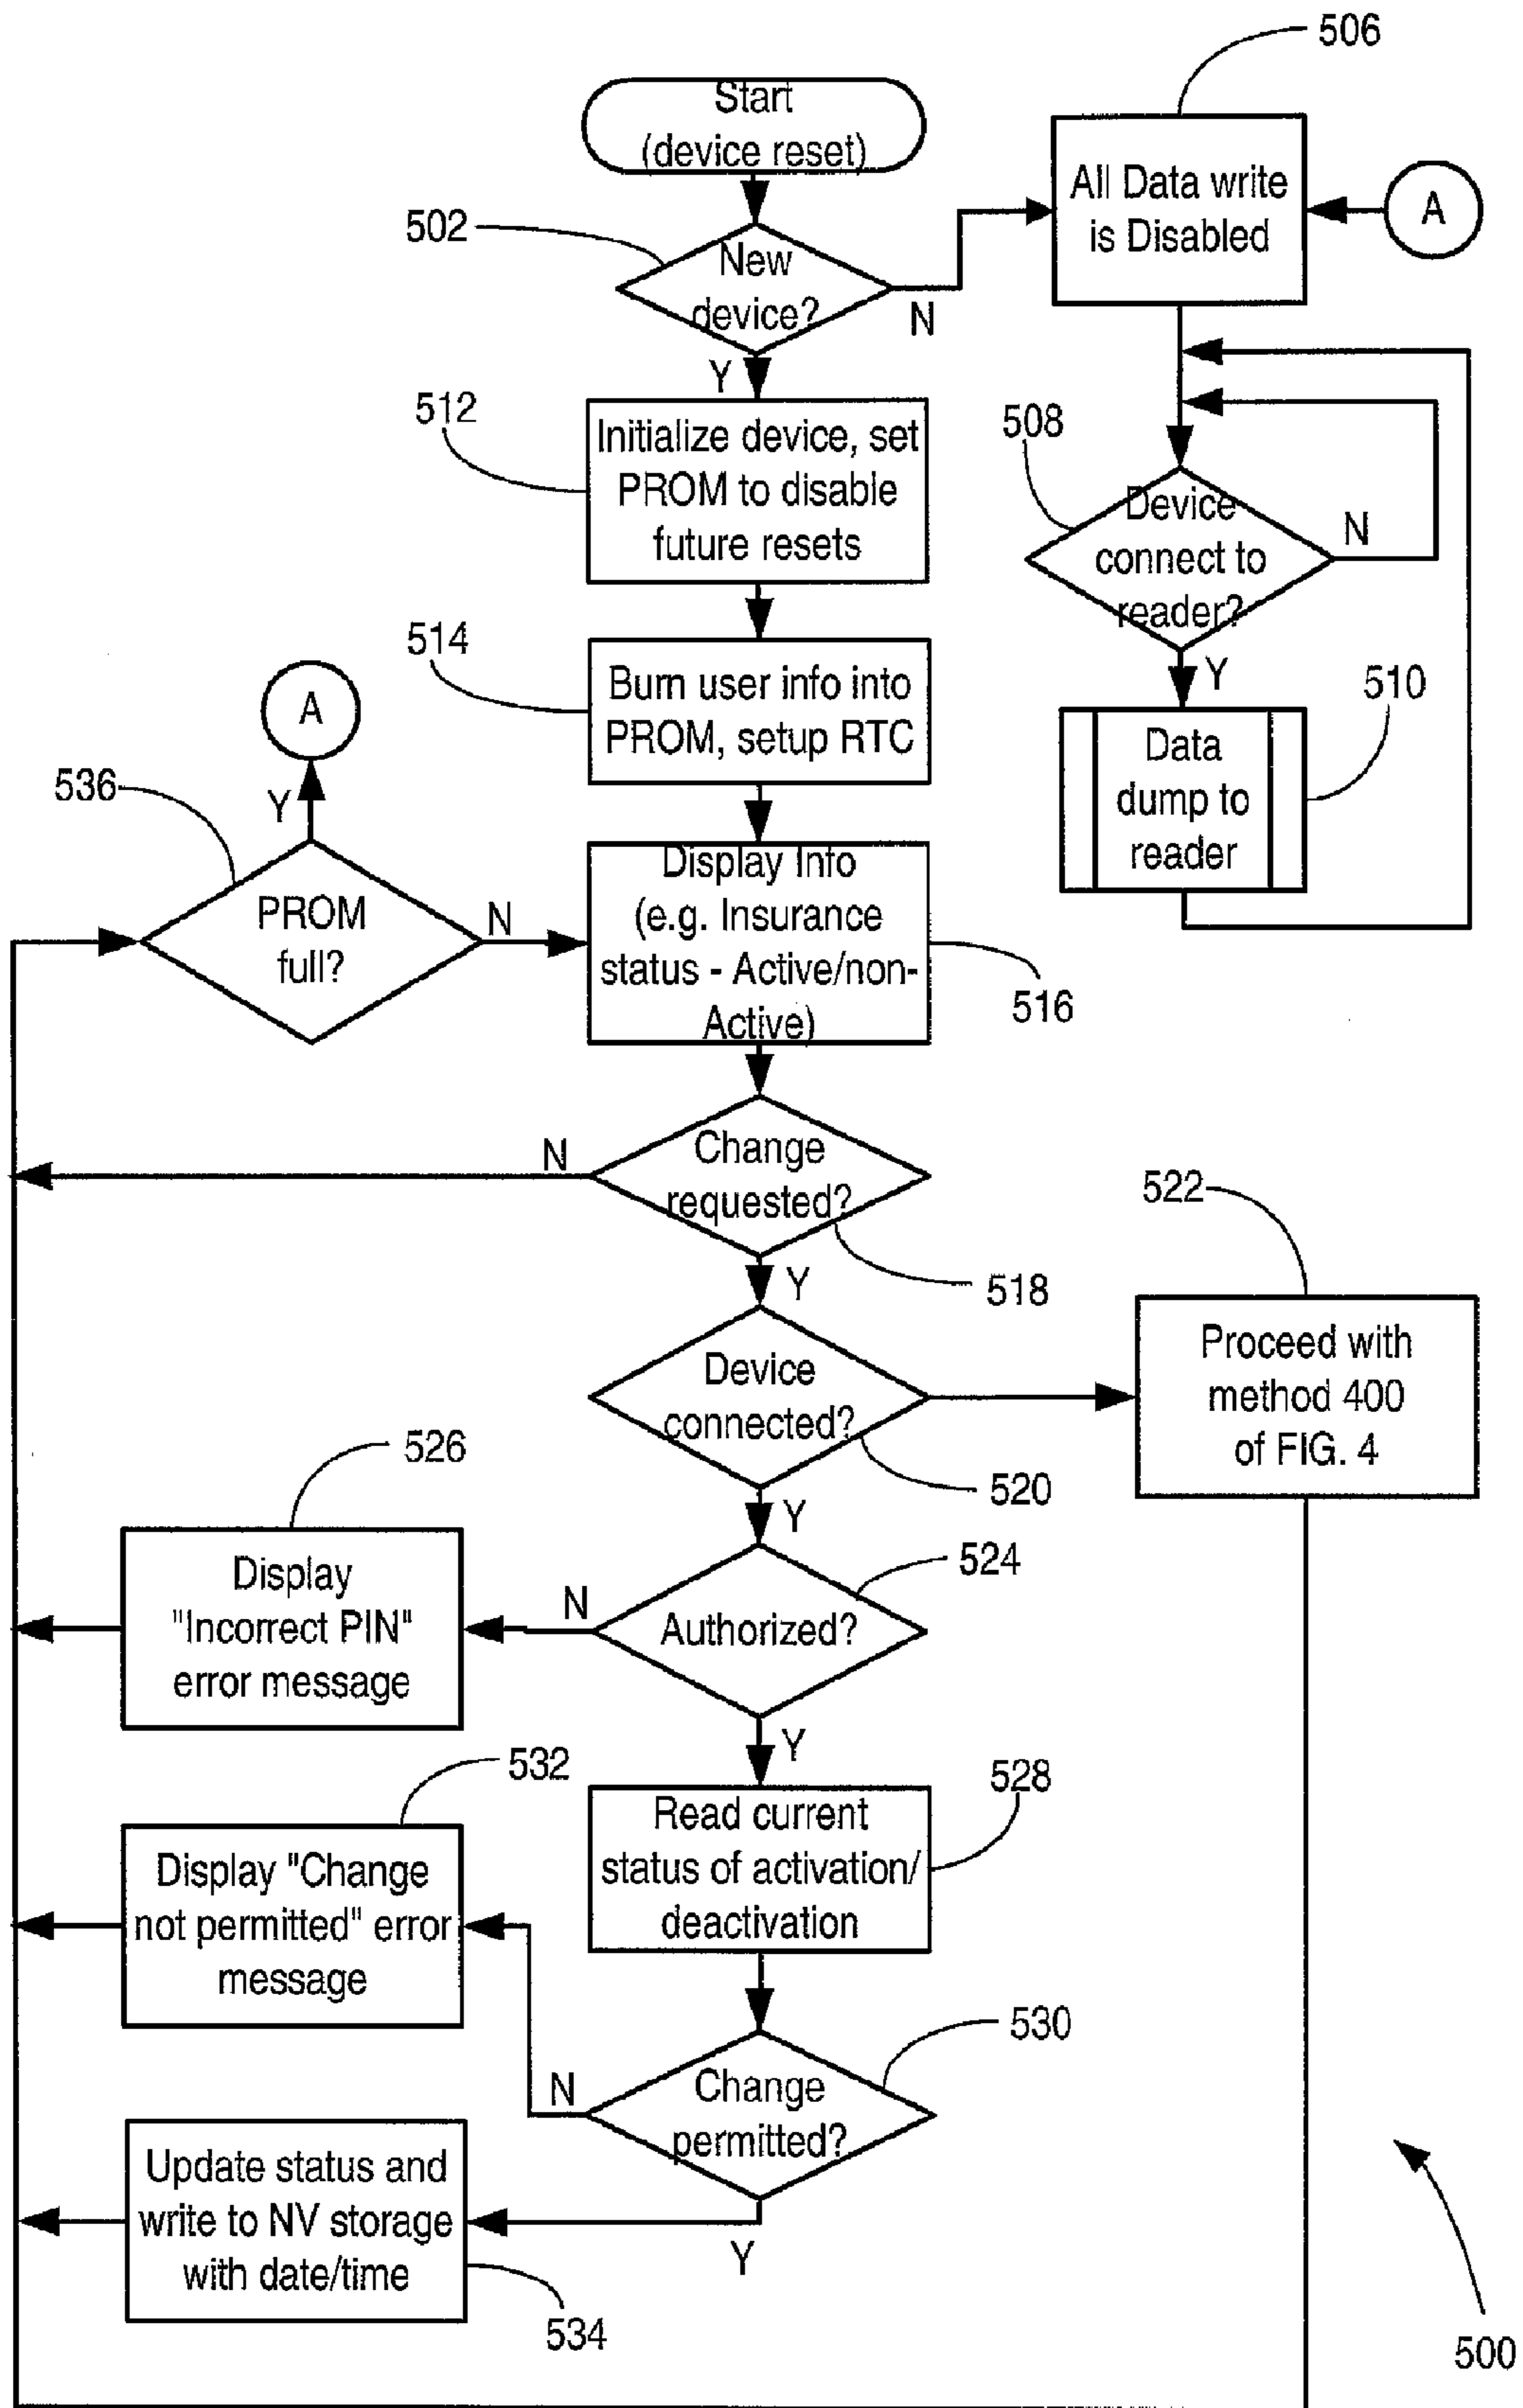 506
Start
(device reset)
All Data write
is Disabled
A
502
New
device?
N
Y
512
Initialize device, set
PROM to disable
future resets
508
Device
connect to
reader?
N
Y
514
Burn user info into
PROM, setup RTC
510
Data
dump to
reader
A
536
Y
PROM
full?
N
Display Info
(e.g. Insurance
status - Active/non-
Active)
516
N
Change
requested?
518
Y
522
Proceed with
method 400
of FIG. 4
Device
connected?
520
Y
526
Display
"Incorrect PIN"
error message
524
N
Authorized?
Y
532
Display "Change
not permitted" error
message
528
Read current
status of activation/
deactivation
530
N
Change
permitted?
Y
Update status and
write to NV storage
with date/time
534
500